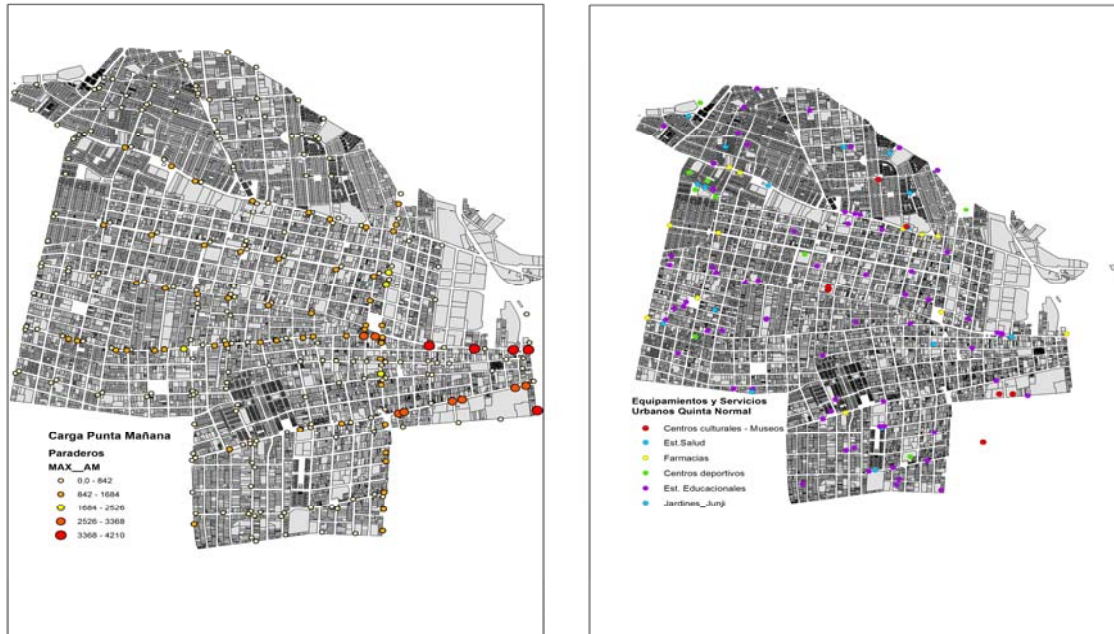 Carga Punta Mañana
Paraderos
MAX__AM
0,0 - 842
842 - 1684
1684 - 2526
2526 - 3368
3368 - 4210
Equipamientos y Servicios
Urbanos Quinta Normal
Centros culturales - Museos
Est.Salud
Farmacias
Centros deportivos
Est. Educacionales
Jardines_Junji